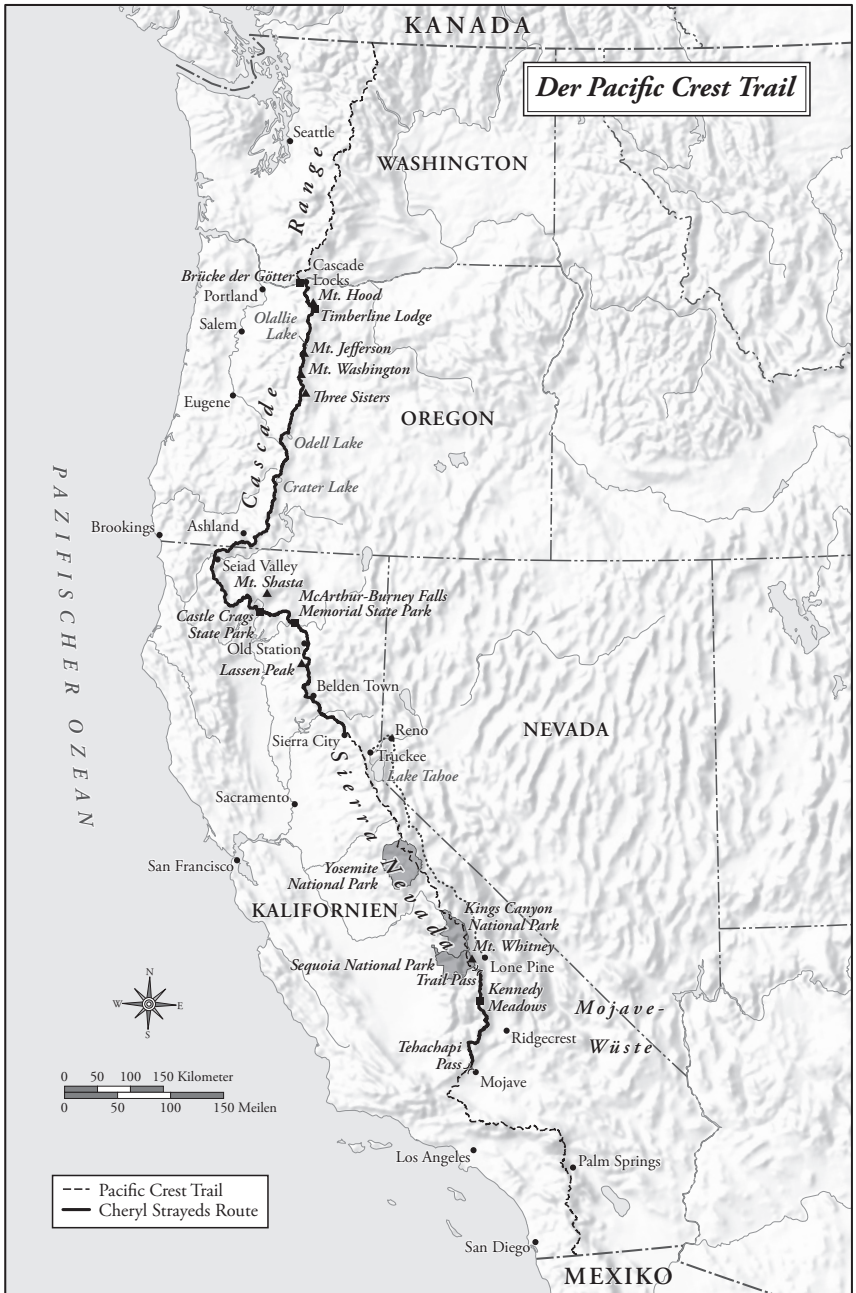 KANADA
Der Pacific Crest Trail
Seattle
WASHINGTON
Range
Cascade
Brücke der Götter
Locks
Portland
Mt. Hood
Timberline Lodge
Salem
Olallie
Lake
Mt. Jefferson
Mt. Washington
Eugene
Three Sisters
OREGON
Cascade
Odell Lake
Crater Lake
PAZIFISCHER OZEAN
Brookings
Ashland
Seiad Valley
Mt. Shasta
McArthur-Burney Falls
Memorial State Park
Castle Crags
State Park
Old Station
Lassen Peak
Belden Town
Reno
NEVADA
Sierra City
Truckee
Lake Tahoe
Sierra Nevada
Sacramento
San Francisco
Yosemite
National Park
KALIFORNIEN
Kings Canyon
National Park
Mt. Whitney
Sequoia National Park
Lone Pine
Trail Pass
Kennedy
Meadows
Mojave-
Wüste
N
W
E
S
Ridgecrest
Tehachapi
Pass
Mojave
0 50 100 150 Kilometer
0 50 100 150 Meilen
Los Angeles
Palm Springs
Pacific Crest Trail
Cheryl Strayeds Route
San Diego
MEXIKO